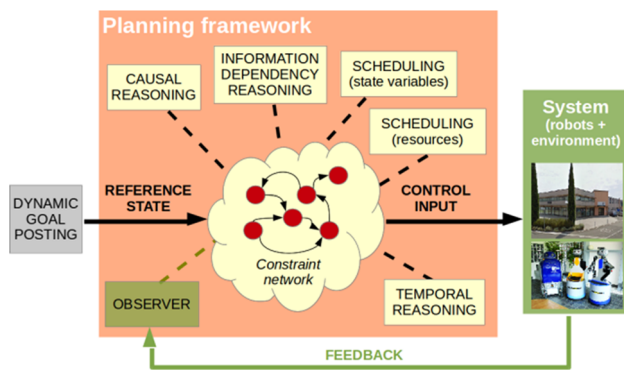 Planning framework
CAUSAL
REASONING
INFORMATION
DEPENDENCY
REASONING
SCHEDULING
(state variables)
SCHEDULING
(resources)
System
(robots +
environment)
DYNAMIC
GOAL
POSTING
REFERENCE
STATE
CONTROL
INPUT
Constraint
network
OBSERVER
TEMPORAL
REASONING
FEEDBACK